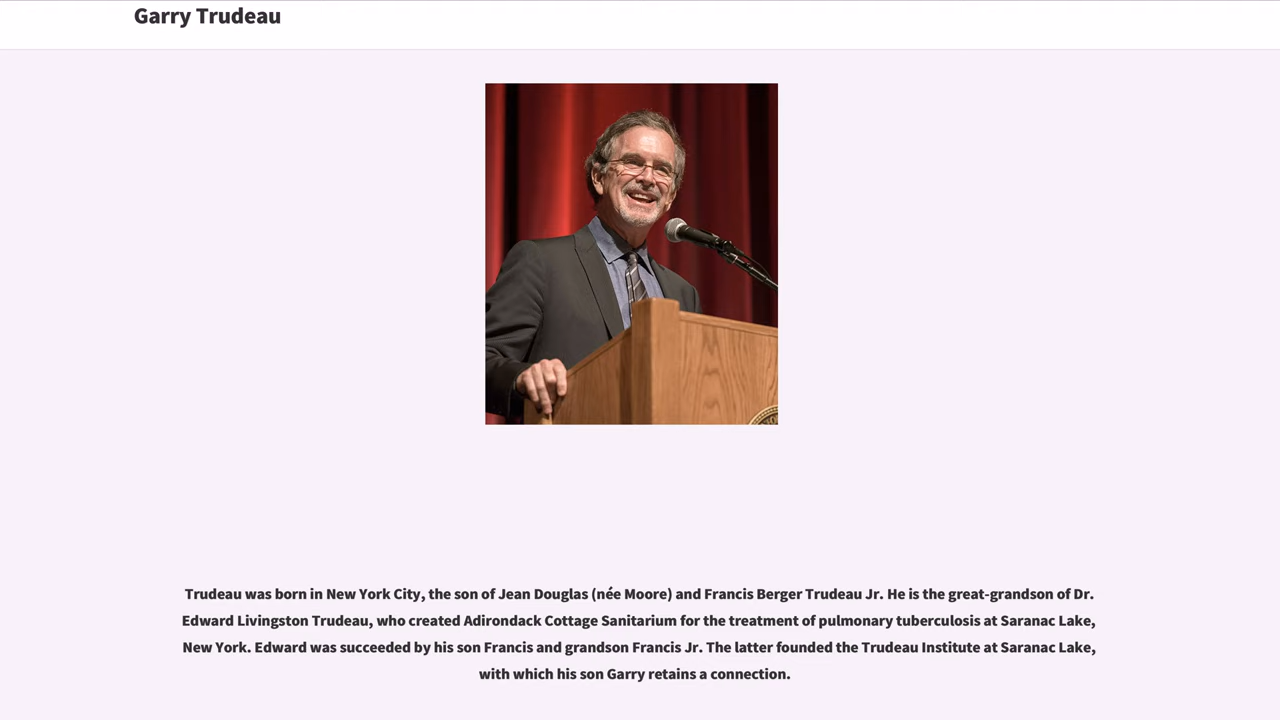 Garry Trudeau
Trudeau was born in New York City, the son of Jean Douglas (née Moore) and Francis Berger Trudeau Jr. He is the great-grandson of Dr.
Edward Livingston Trudeau, who created Adirondack Cottage Sanitarium for the treatment of pulmonary tuberculosis at Saranac Lake,
New York. Edward was succeeded by his son Francis and grandson Francis Jr. The latter founded the Trudeau Institute at Saranac Lake,
with which his son Garry retains a connection.